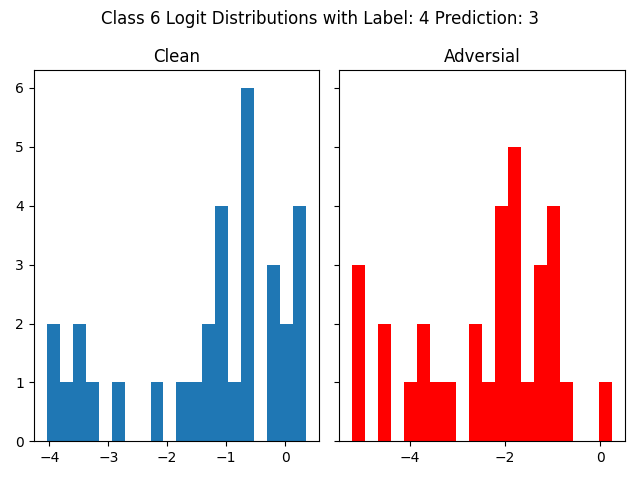 Class 6 Logit Distributions with Label: 4 Prediction: 3
Clean
Adversial
6
5
4
3
2
1
0
−4 −3 −2 −1 0
−4 −2 0